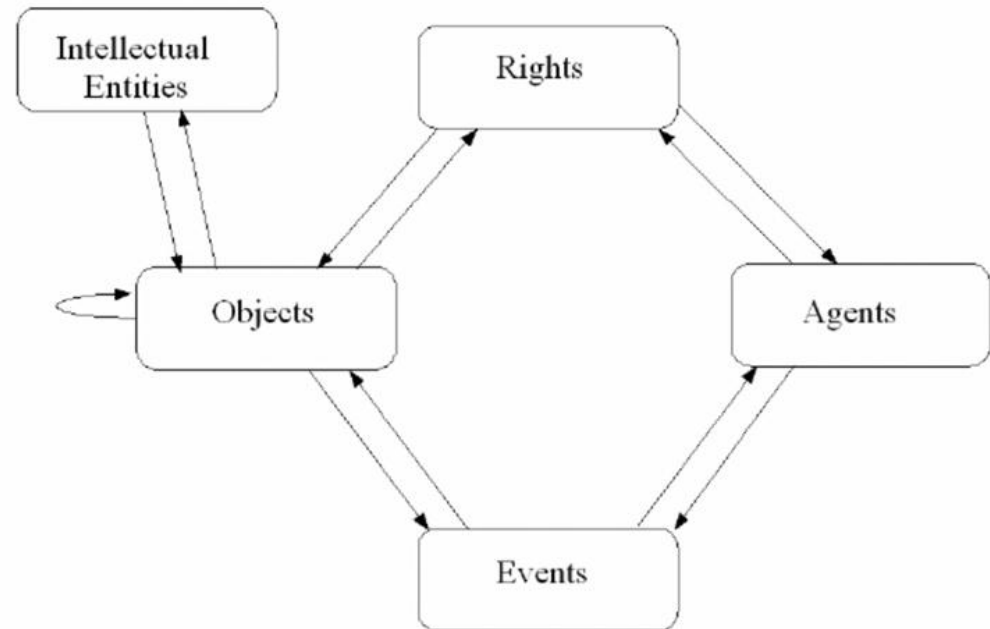 Intellectual
Entities
Rights
Objects
Agents
Events